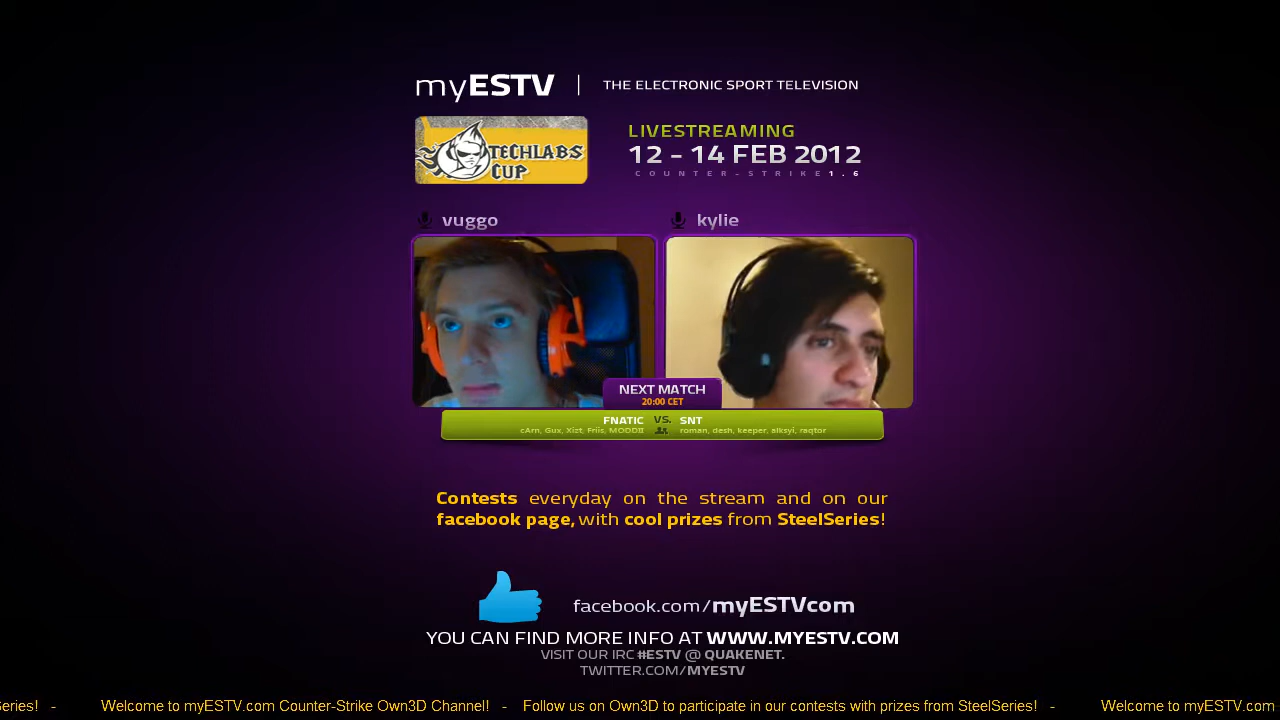 myESTV | THE ELECTRONIC SPORT TELEVISION
TECHLABS
CUP
LIVESTREAMING
12 - 14 FEB 2012
COUNTER-STRIKE 1.6
vuggo
kylie
NEXT MATCH
20:00 CET
FNATIC VS. SNT
cArn, Gux, Xizt, Friis, MODDII roman, desh, keeper, alksyi, raqtor
Contests everyday on the stream and on our
facebook page, with cool prizes from SteelSeries!
facebook.com/myESTVcom
YOU CAN FIND MORE INFO AT WWW.MYESTV.COM
VISIT OUR IRC #ESTV @ QUAKENET.
TWITTER.COM/MYESTV
eries! - Welcome to myESTV.com Counter-Strike Own3D Channel! - Follow us on Own3D to participate in our contests with prizes from SteelSeries! - Welcome to myESTV.com